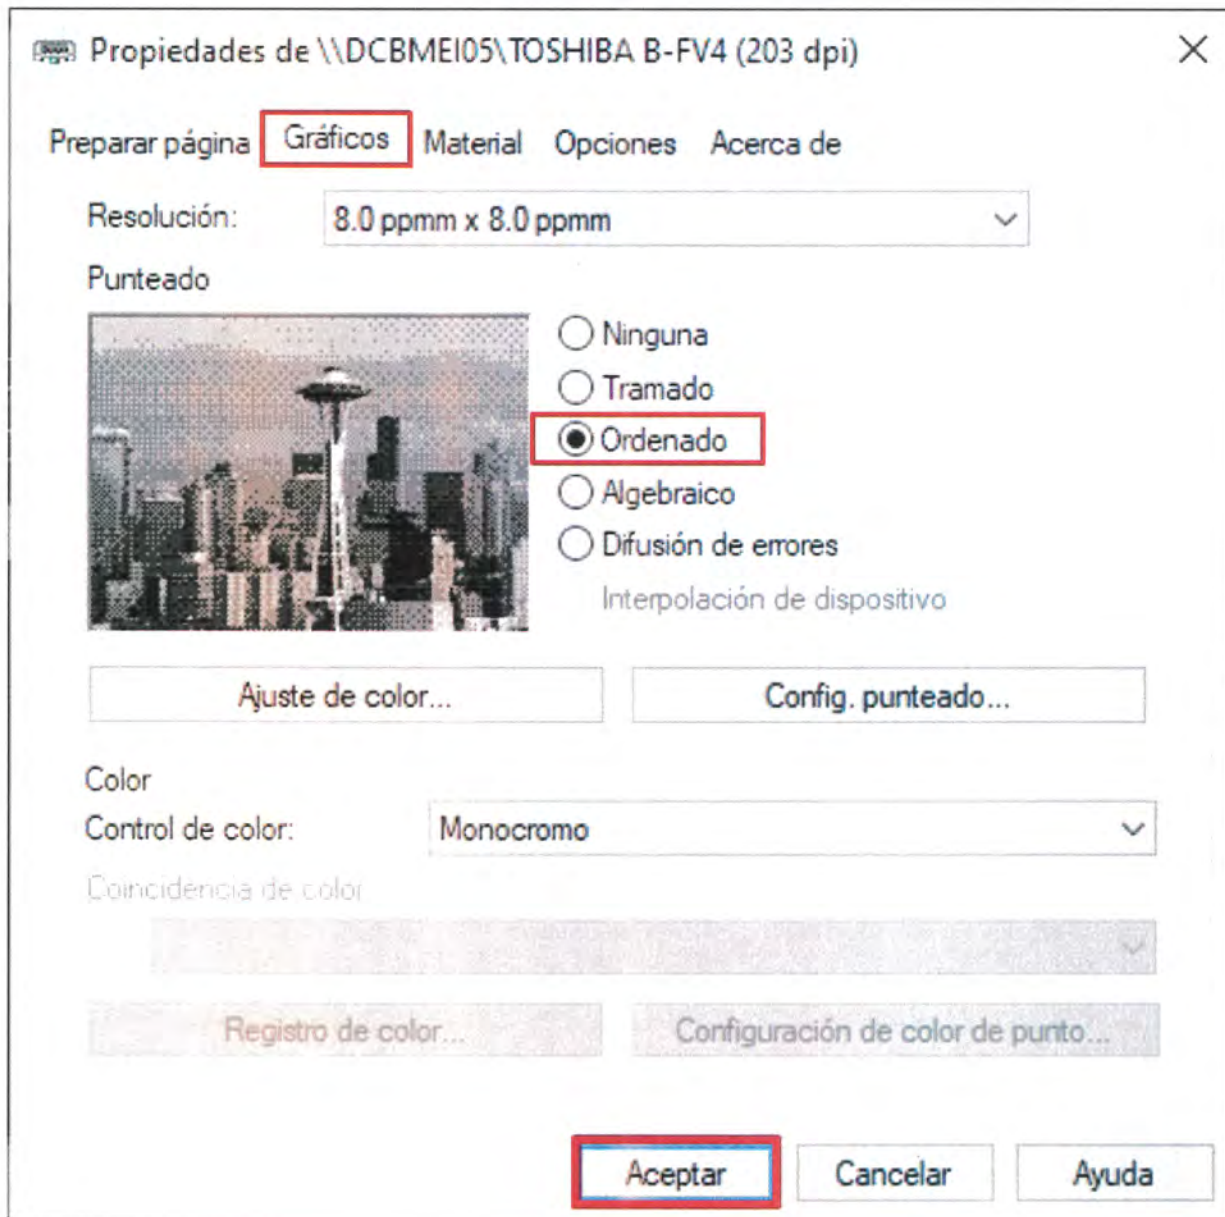 Propiedades de \\DCBMEI05\TOSHIBA B-FV4 (203 dpi)
Preparar página Gráficos Material Opciones Acerca de
Resolución: 8.0 ppmm x 8.0 ppmm
Punteado
Ninguna
Tramado
Ordenado
Algebraico
Difusión de errores
Interpolación de dispositivo
Ajuste de color... Config. punteado...
Color
Control de color: Monocromo
Coincidencia de color
Registro de color... Configuración de color de punto...
Aceptar Cancelar Ayuda